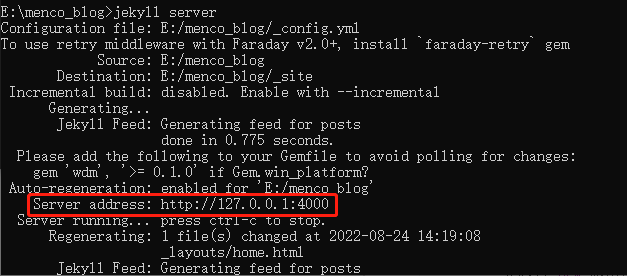 E:\menco_blog>jekyll server
Configuration file: E:/menco_blog/_config.yml
To use retry middleware with Faraday v2.0+, install `faraday-retry` gem
Source: E:/menco_blog
Destination: E:/menco_blog/_site
Incremental build: disabled. Enable with --incremental
Generating...
Jekyll Feed: Generating feed for posts
done in 0.775 seconds.
Please add the following to your Gemfile to avoid polling for changes:
gem 'wdm', '>= 0.1.0' if Gem.win_platform?
Auto-regeneration: enabled for 'E:/menco_blog'
Server address: http://127.0.0.1:4000
Server running... press ctrl-c to stop.
Regenerating: 1 file(s) changed at 2022-08-24 14:19:08
_layouts/home.html
Jekyll Feed: Generating feed for posts